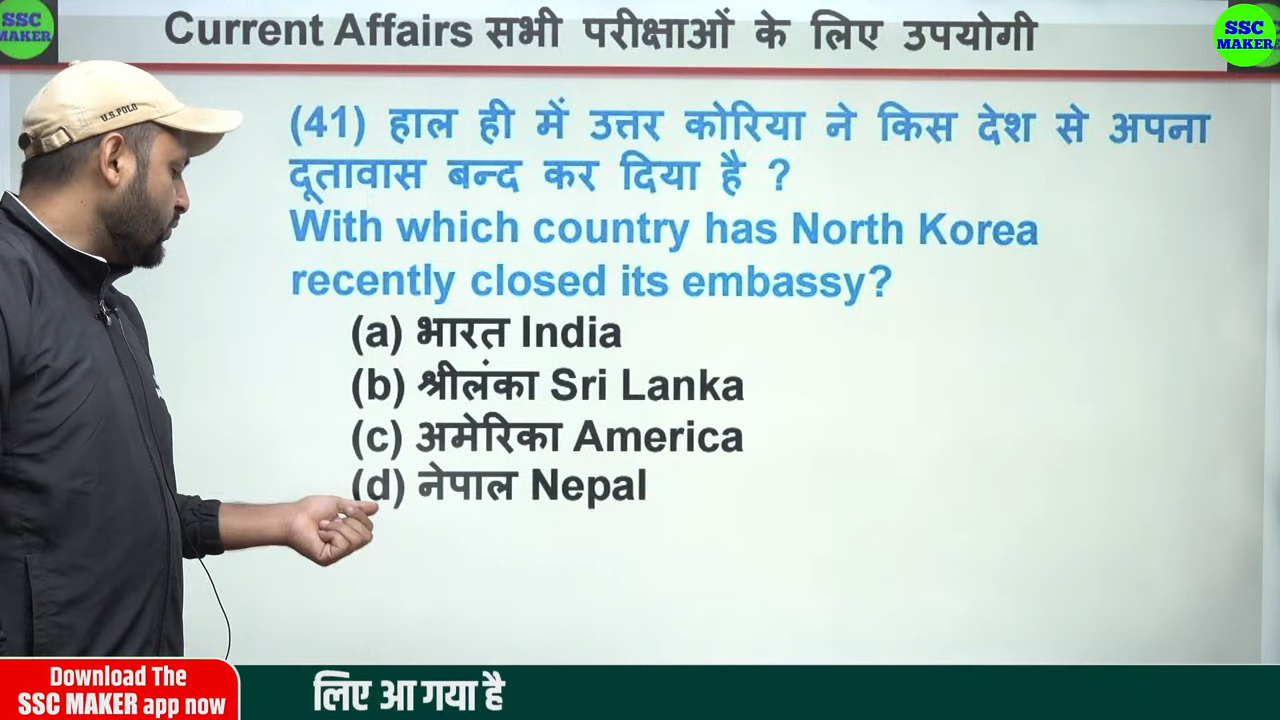 SSC
MAKER
Current Affairs सभी परीक्षाओं के लिए उपयोगी
SSC
MAKER
U.S. POLO
(41) हाल ही में उत्तर कोरिया ने किस देश से अपना
दूतावास बन्द कर दिया है ?
With which country has North Korea
recently closed its embassy?
(a) भारत India
(b) श्रीलंका Sri Lanka
(c) अमेरिका America
(d) नेपाल Nepal
Download The
SSC MAKER app now
लिए आ गया है